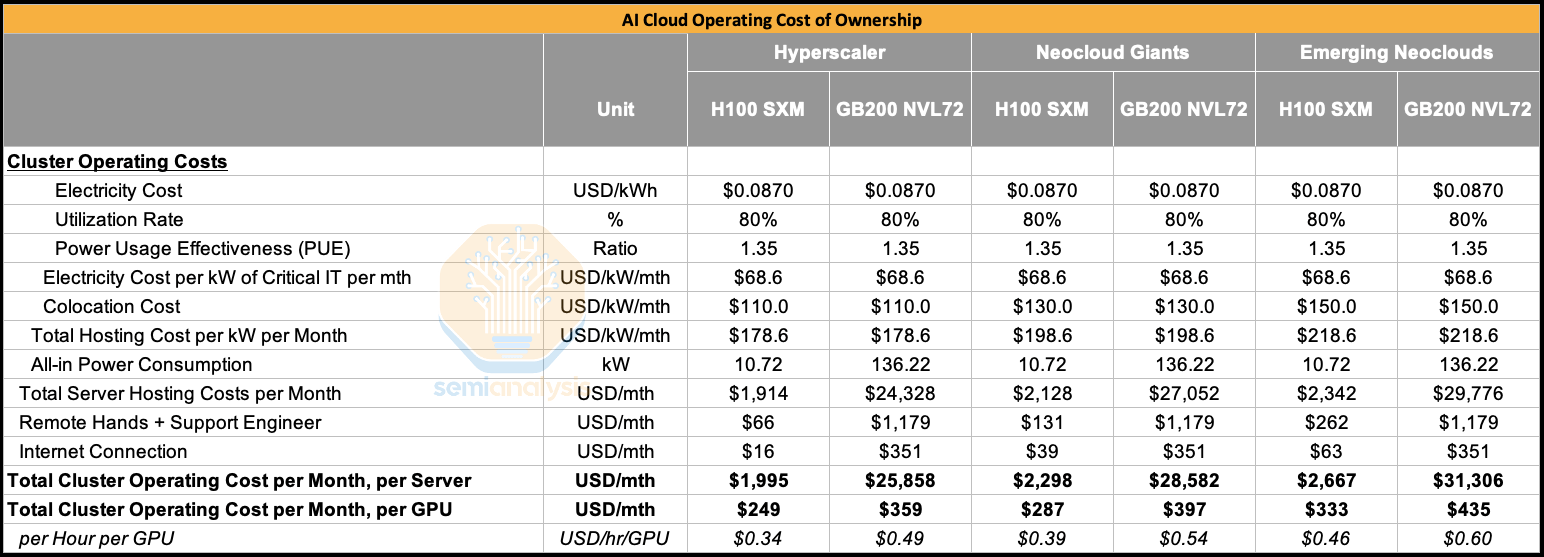 AI Cloud Operating Cost of Ownership
Hyperscaler Neocloud Giants Emerging Neoclouds
Unit H100 SXM GB200 NVL72 H100 SXM GB200 NVL72 H100 SXM GB200 NVL72
Cluster Operating Costs
Electricity Cost USD/kWh $0.0870 $0.0870 $0.0870 $0.0870 $0.0870 $0.0870
Utilization Rate % 80% 80% 80% 80% 80% 80%
Power Usage Effectiveness (PUE) Ratio 1.35 1.35 1.35 1.35 1.35 1.35
Electricity Cost per kW of Critical IT per mth USD/kW/mth $68.6 $68.6 $68.6 $68.6 $68.6 $68.6
Colocation Cost USD/kW/mth $110.0 $110.0 $130.0 $130.0 $150.0 $150.0
Total Hosting Cost per kW per Month USD/kW/mth $178.6 $178.6 $198.6 $198.6 $218.6 $218.6
All-in Power Consumption kW 10.72 136.22 10.72 136.22 10.72 136.22
semianalysis
Total Server Hosting Costs per Month USD/mth $1,914 $24,328 $2,128 $27,052 $2,342 $29,776
Remote Hands + Support Engineer USD/mth $66 $1,179 $131 $1,179 $262 $1,179
Internet Connection USD/mth $16 $351 $39 $351 $63 $351
Total Cluster Operating Cost per Month, per Server USD/mth $1,995 $25,858 $2,298 $28,582 $2,667 $31,306
Total Cluster Operating Cost per Month, per GPU USD/mth $249 $359 $287 $397 $333 $435
per Hour per GPU USD/hr/GPU $0.34 $0.49 $0.39 $0.54 $0.46 $0.60